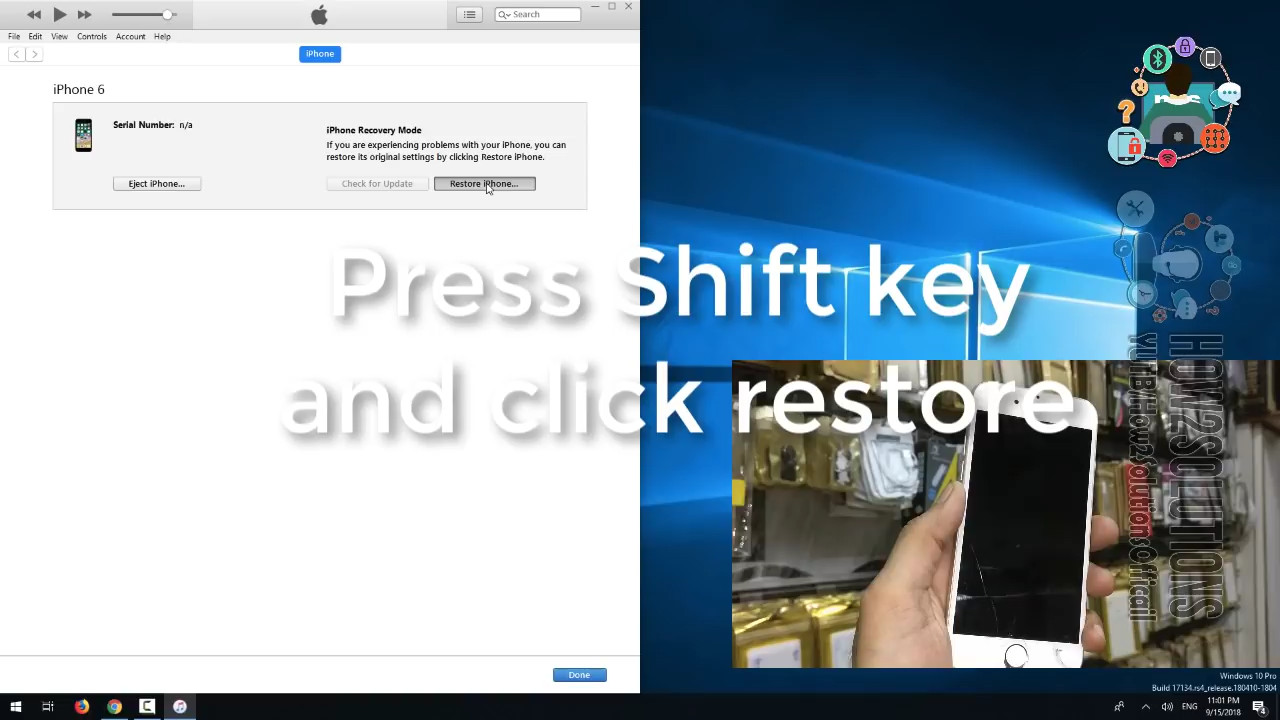 Search
File Edit View Controls Account Help
iPhone
iPhone 6
Serial Number: n/a
iPhone Recovery Mode
If you are experiencing problems with your iPhone, you can
restore its original settings by clicking Restore iPhone.
Eject iPhone...
Check for Update
Restore iPhone...
Press Shift key
and click restore
HOW2SOLUTIONS
Done
Windows 10 Pro
Build 17134.rs4_release.180410-1804
ENG
11:01 PM
9/15/2018
4